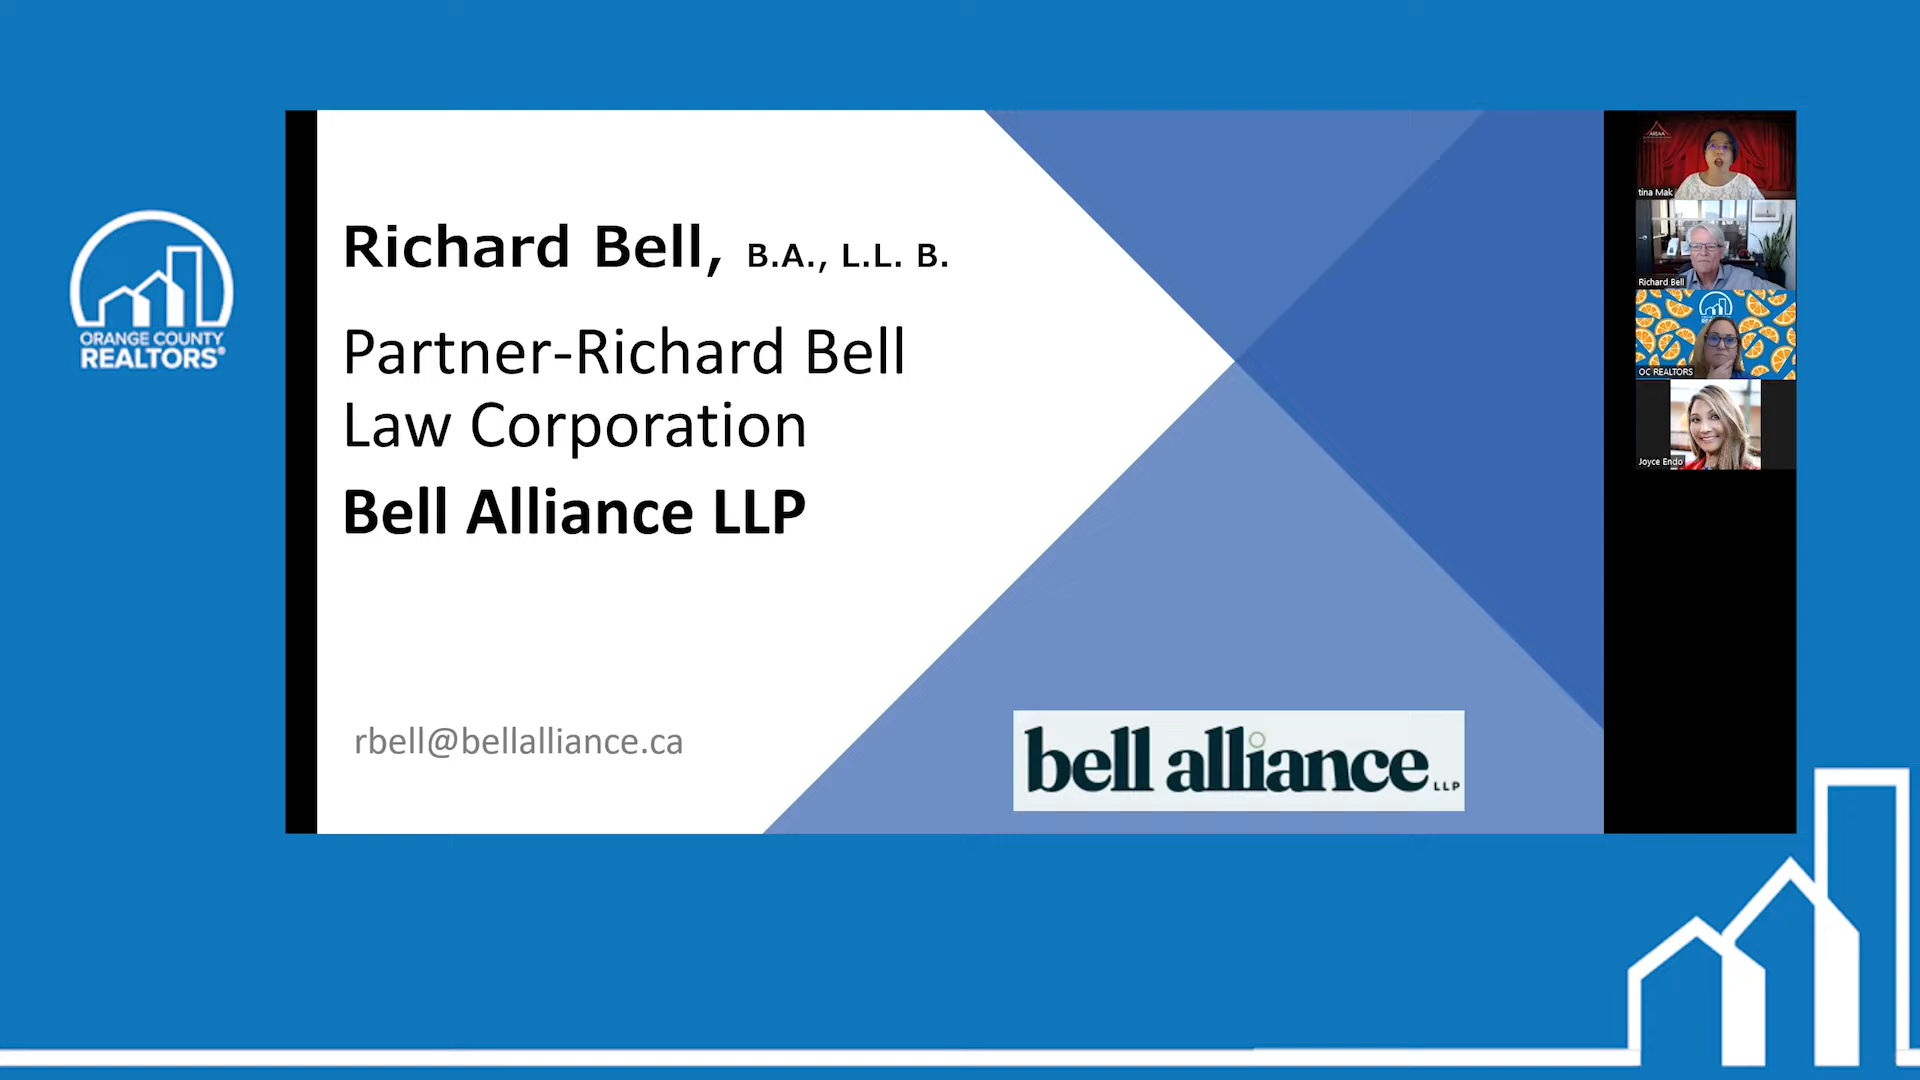 ORANGE COUNTY
REALTORS®
Richard Bell, B.A., L.L. B.
Partner-Richard Bell
Law Corporation
Bell Alliance LLP
rbell@bellalliance.ca
bell alliance LLP
AREAA
tina Mak
Richard Bell
OC REALTORS
Joyce Endo